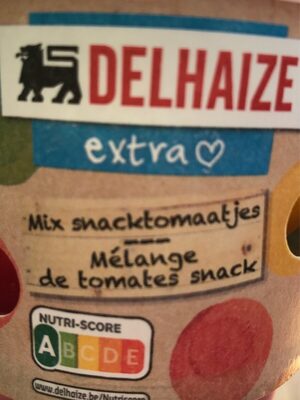 DELHAIZE
extra
Mix snacktomaatjes
Mélange
de tomates snack
NUTRI-SCORE
A B C D E
www.delhaize.be/Nutriscore